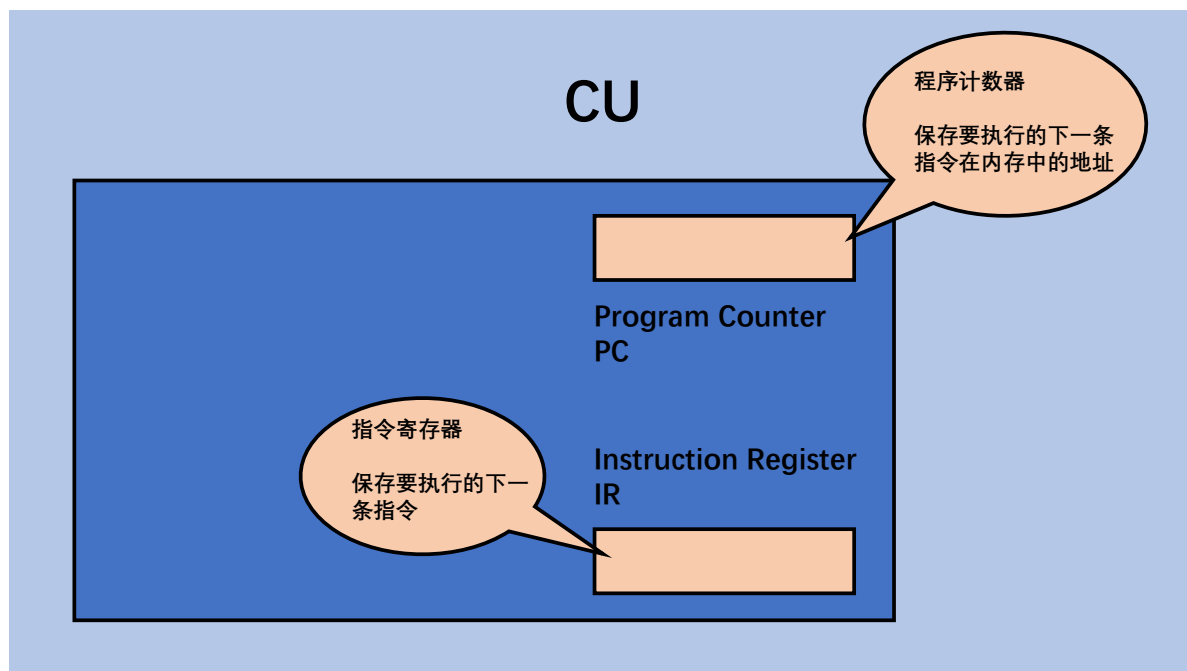 CU
程序计数器
保存要执行的下一条
指令在内存中的地址
Program Counter
PC
指令寄存器
保存要执行的下一
条指令
Instruction Register
IR